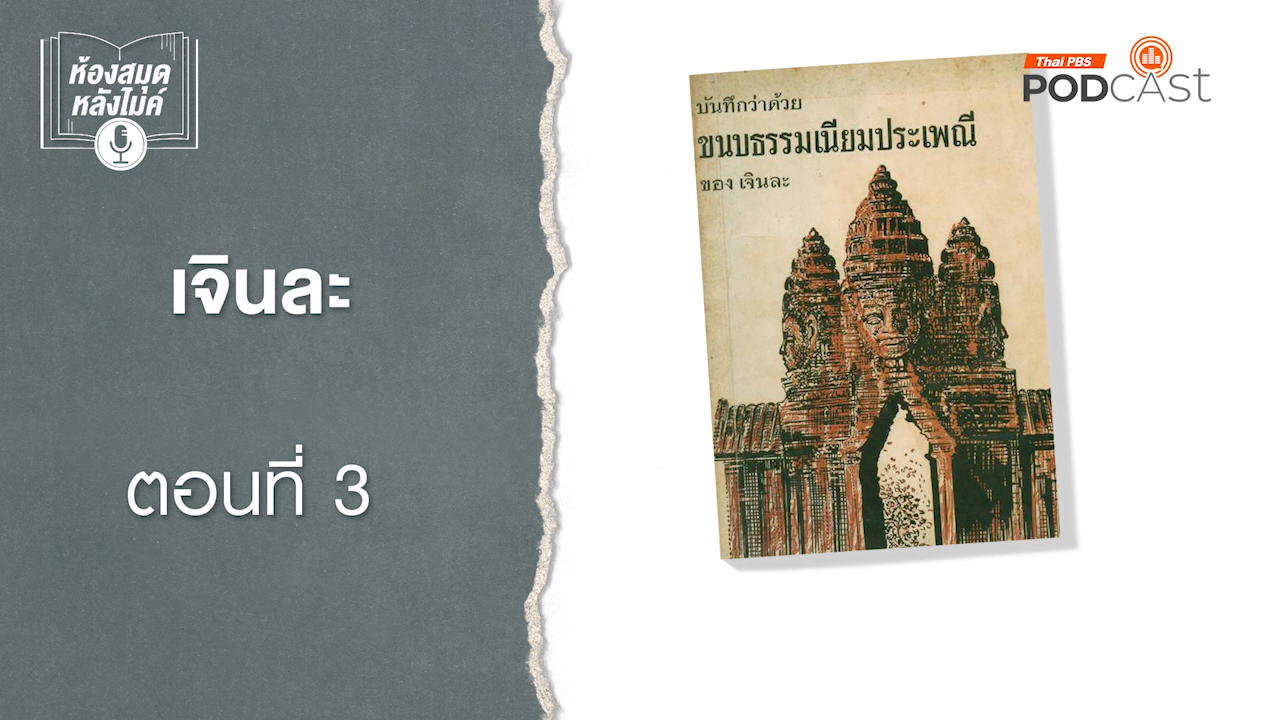 ห้องสมุด
หลังไมค์
เจินละ
ตอนที่ 3
บันทึกว่าด้วย
ขนบธรรมเนียมประเพณี
ของ เจินละ
Thai PBS
PODCAST